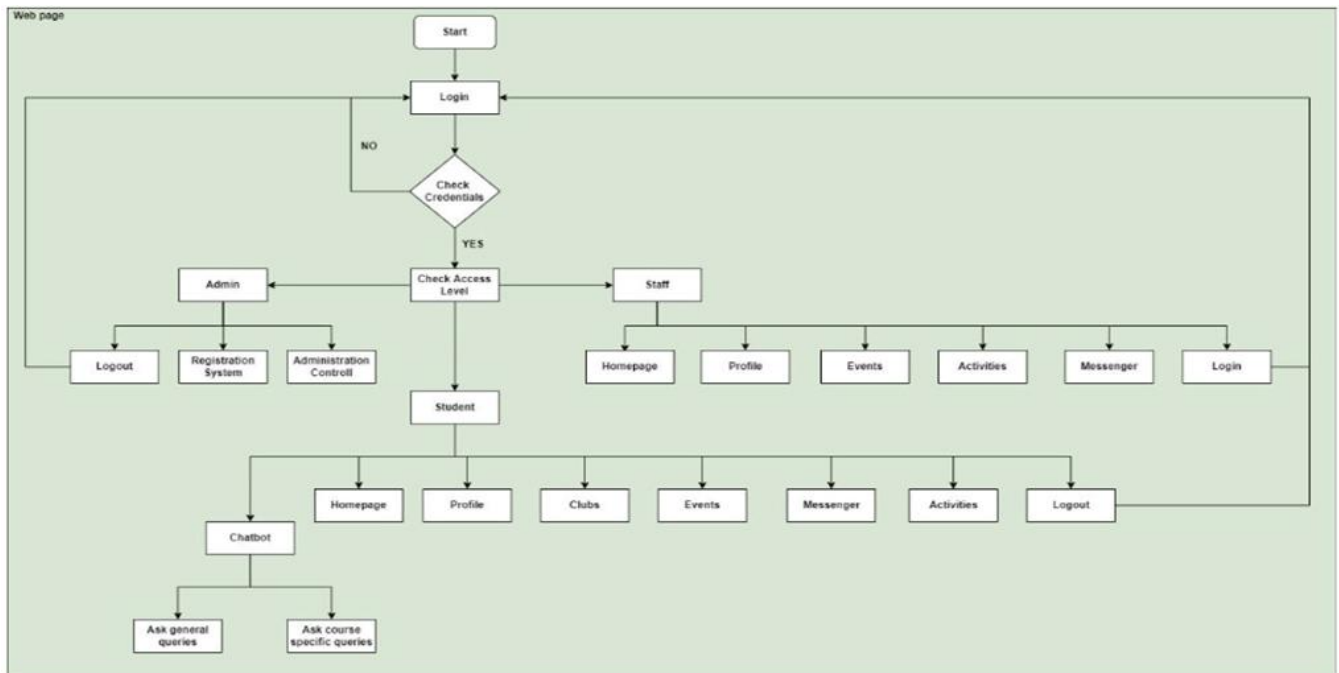 Web page
Start
Login
NO
Check
Credentials
YES
Admin
Check Access
Level
Staff
Logout
Registration
System
Administration
Controll
Homepage
Profile
Events
Activities
Messenger
Login
Student
Homepage
Profile
Clubs
Events
Messenger
Activities
Logout
Chatbot
Ask general
queries
Ask course
specific queries